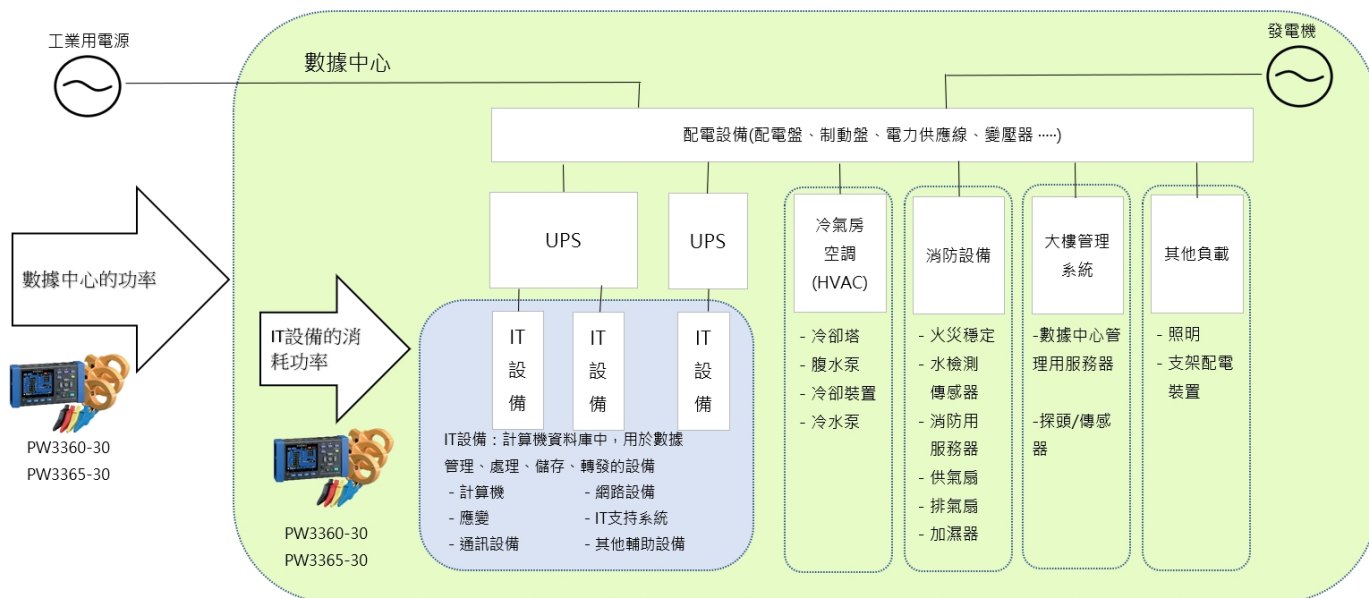 工業用電源
數據中心
發電機
配電設備(配電盤、制動盤、電力供應線、變壓器 ·····)
數據中心的功率
PW3360-30
PW3365-30
IT設備的消
耗功率
PW3360-30
PW3365-30
UPS
UPS
IT
設
備
IT
設
備
IT
設
備
IT設備：計算機資料庫中，用於數據
管理、處理、儲存、轉發的設備
- 計算機
- 網路設備
- 應變
- IT支持系統
- 通訊設備
- 其他輔助設備
冷氣房
空調
(HVAC)
- 冷卻塔
- 腹水泵
- 冷卻裝置
- 冷水泵
消防設備
- 火災穩定
- 水檢測
傳感器
- 消防用
服務器
- 供氣扇
- 排氣扇
- 加濕器
大樓管理
系統
-數據中心管
理用服務器
-探頭/傳感
器
其他負載
- 照明
- 支架配電
裝置